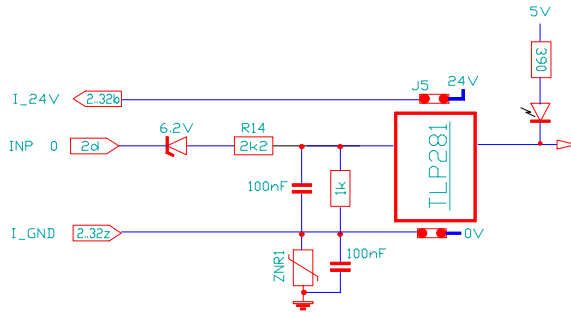 5V
390
I_24V
2..32b
J5
24V
INP 0
2d
6.2V
R14
2k2
100nF
1k
TLP281
I_GND
2..32z
0V
ZNR1
100nF